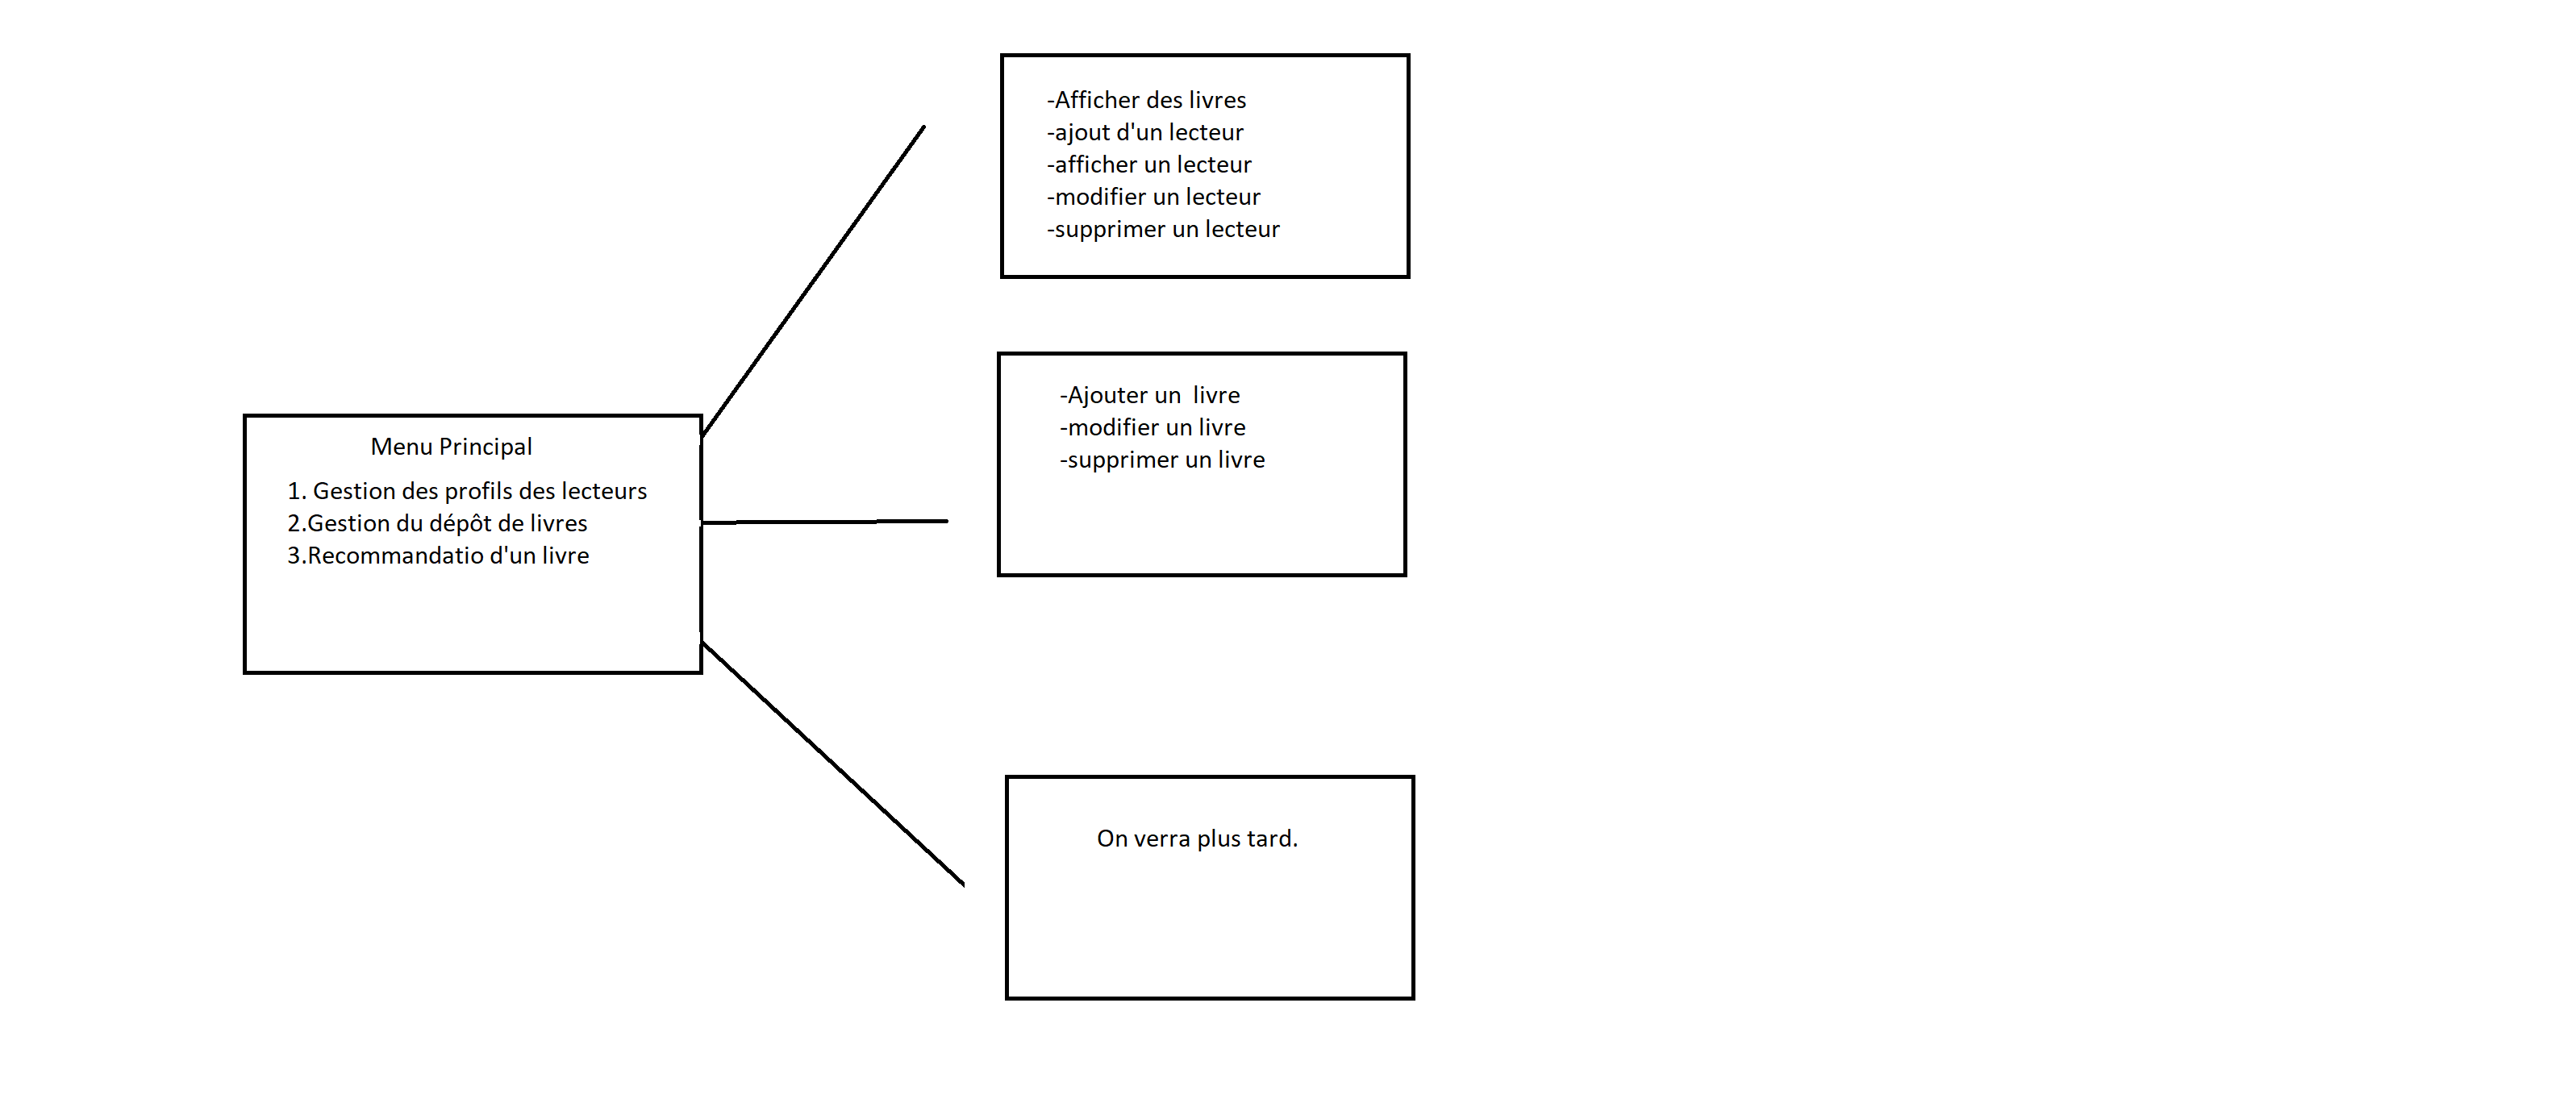 Menu Principal
1. Gestion des profils des lecteurs
2.Gestion du dépôt de livres
3.Recommandatio d'un livre
-Afficher des livres
-ajout d'un lecteur
-afficher un lecteur
-modifier un lecteur
-supprimer un lecteur
-Ajouter un  livre
-modifier un livre
-supprimer un livre
On verra plus tard.